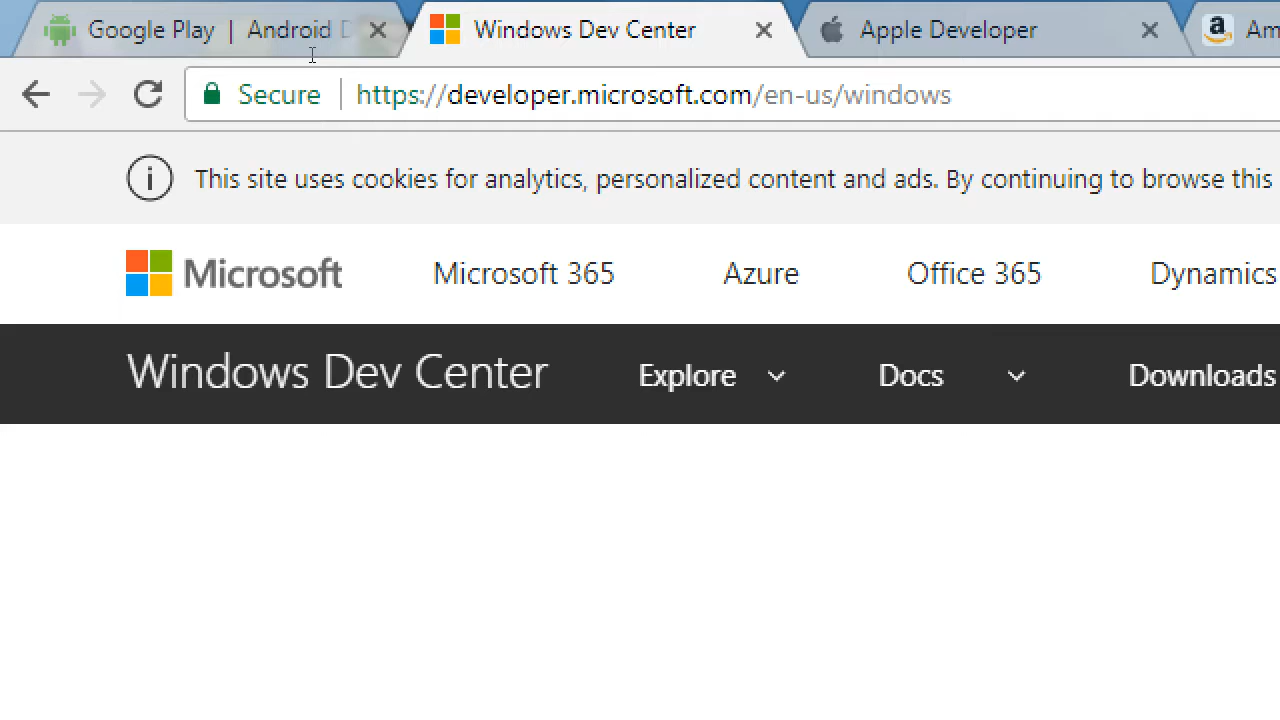 Google Play | Android Windows Dev Center Apple Developer
Secure https://developer.microsoft.com/en-us/windows
This site uses cookies for analytics, personalized content and ads. By continuing to browse this
Microsoft Microsoft 365 Azure Office 365 Dynamics
Windows Dev Center Explore Docs Downloads